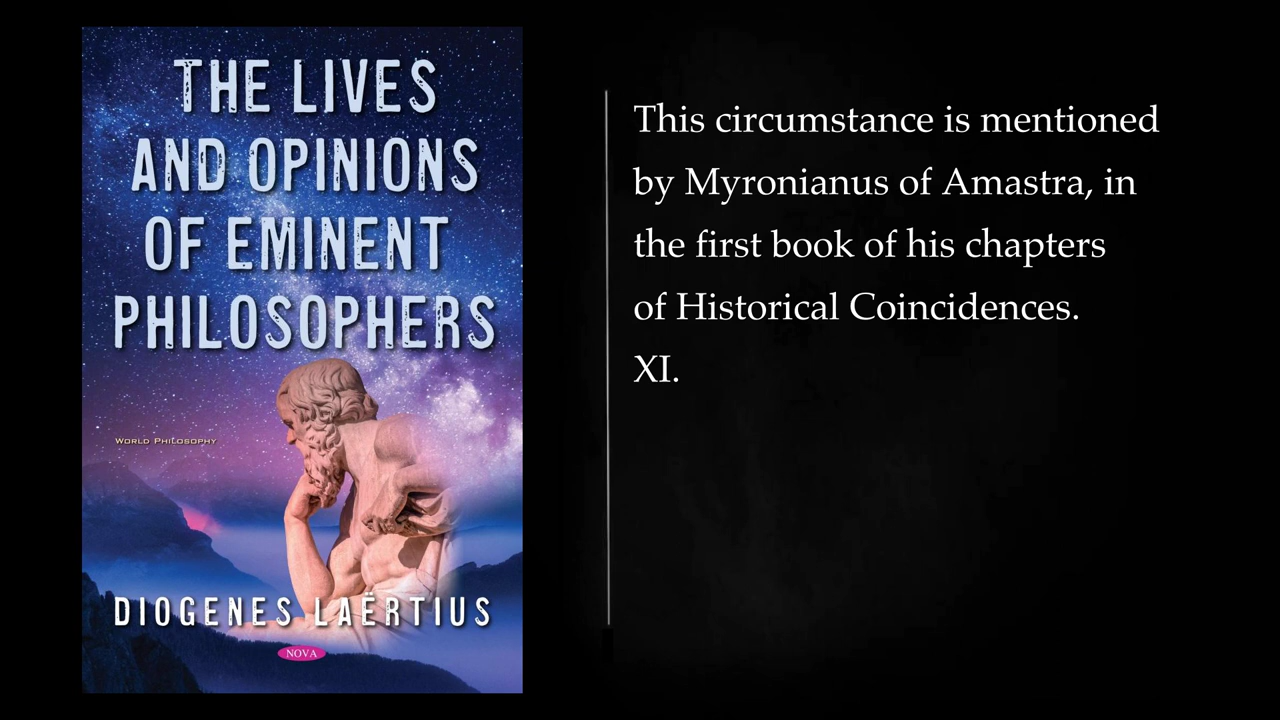 THE LIVES
AND OPINIONS
OF EMINENT
PHILOSOPHERS
WORLD PHILOSOPHY
DIOGENES LAËRTIUS
NOVA
This circumstance is mentioned
by Myronianus of Amastra, in
the first book of his chapters
of Historical Coincidences.
XI.